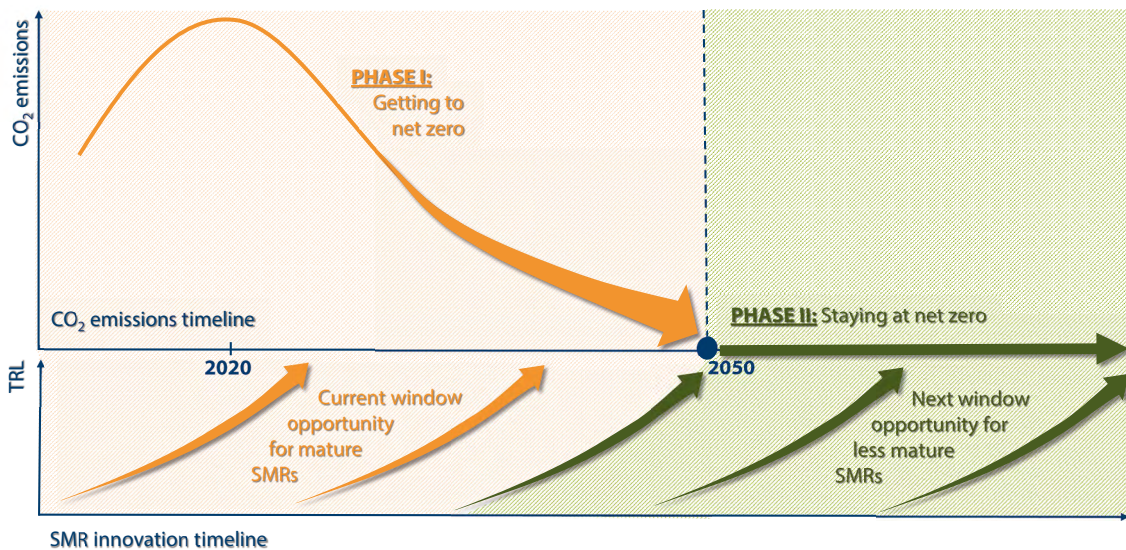 CO₂ emissions
PHASE I:
Getting to
net zero
CO₂ emissions timeline
PHASE II: Staying at net zero
2020
2050
TRL
Current window
opportunity
for mature
SMRs
Next window
opportunity for
less mature
SMRs
SMR innovation timeline